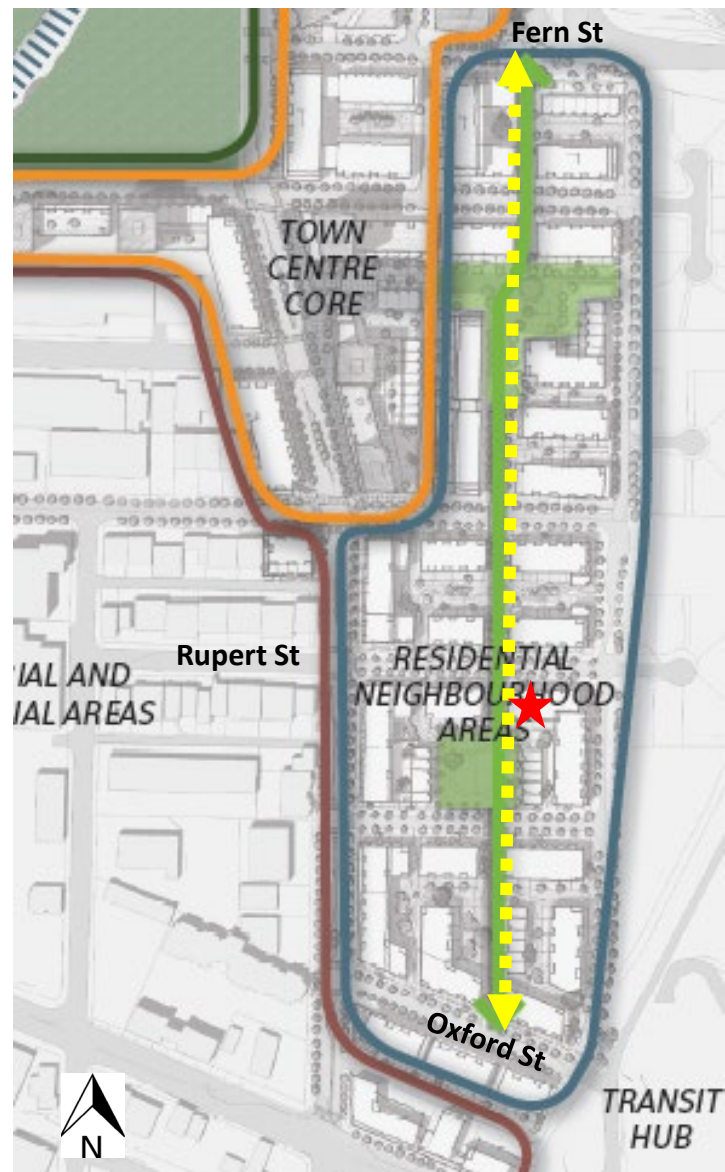 Fern St
TOWN
CENTRE
CORE
Rupert St
RESIDENTIAL
NEIGHBOURHOOD
AREAS
IAL AND
IAL AREAS
Oxford St
TRANSIT
HUB
N